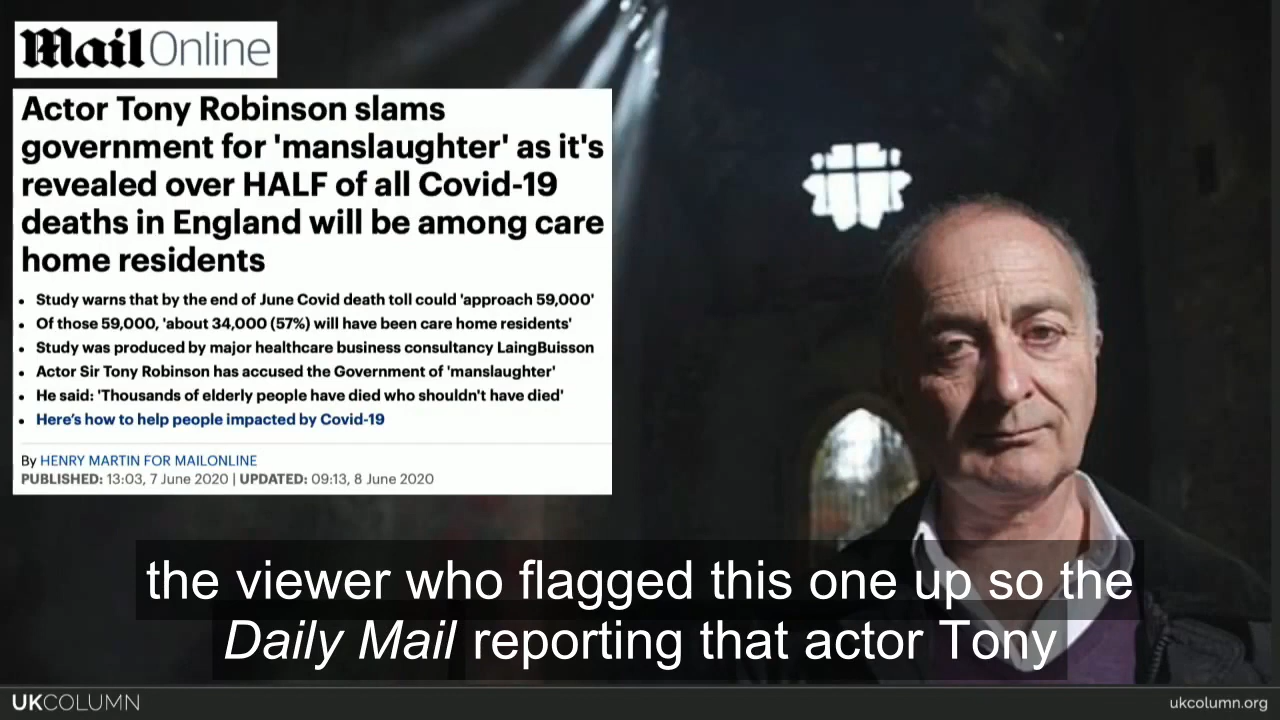 Mail Online
Actor Tony Robinson slams
government for 'manslaughter' as it's
revealed over HALF of all Covid-19
deaths in England will be among care
home residents
• Study warns that by the end of June Covid death toll could 'approach 59,000'
• Of those 59,000, 'about 34,000 (57%) will have been care home residents'
• Study was produced by major healthcare business consultancy LaingBuisson
• Actor Sir Tony Robinson has accused the Government of 'manslaughter'
• He said: 'Thousands of elderly people have died who shouldn't have died'
• Here's how to help people impacted by Covid-19
By HENRY MARTIN FOR MAILONLINE
PUBLISHED: 13:03, 7 June 2020 | UPDATED: 09:13, 8 June 2020
the viewer who flagged this one up so the
Daily Mail reporting that actor Tony
UKCOLUMN
ukcolumn.org